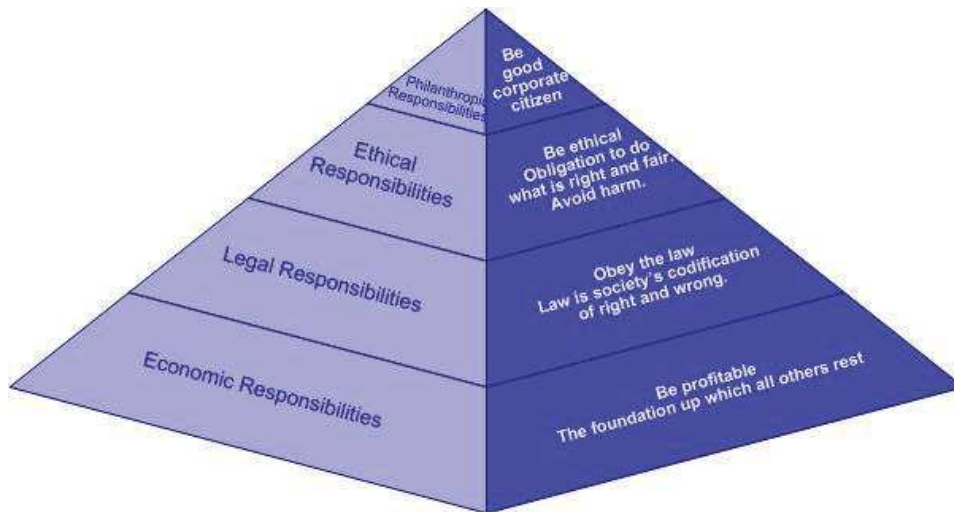 Philanthropic
Responsibilities
Be
good
corporate
citizen
Ethical
Responsibilities
Be ethical
Obligation to do
what is right and fair.
Avoid harm.
Legal Responsibilities
Obey the law
Law is society's codification
of right and wrong.
Economic Responsibilities
Be profitable
The foundation up which all others rest